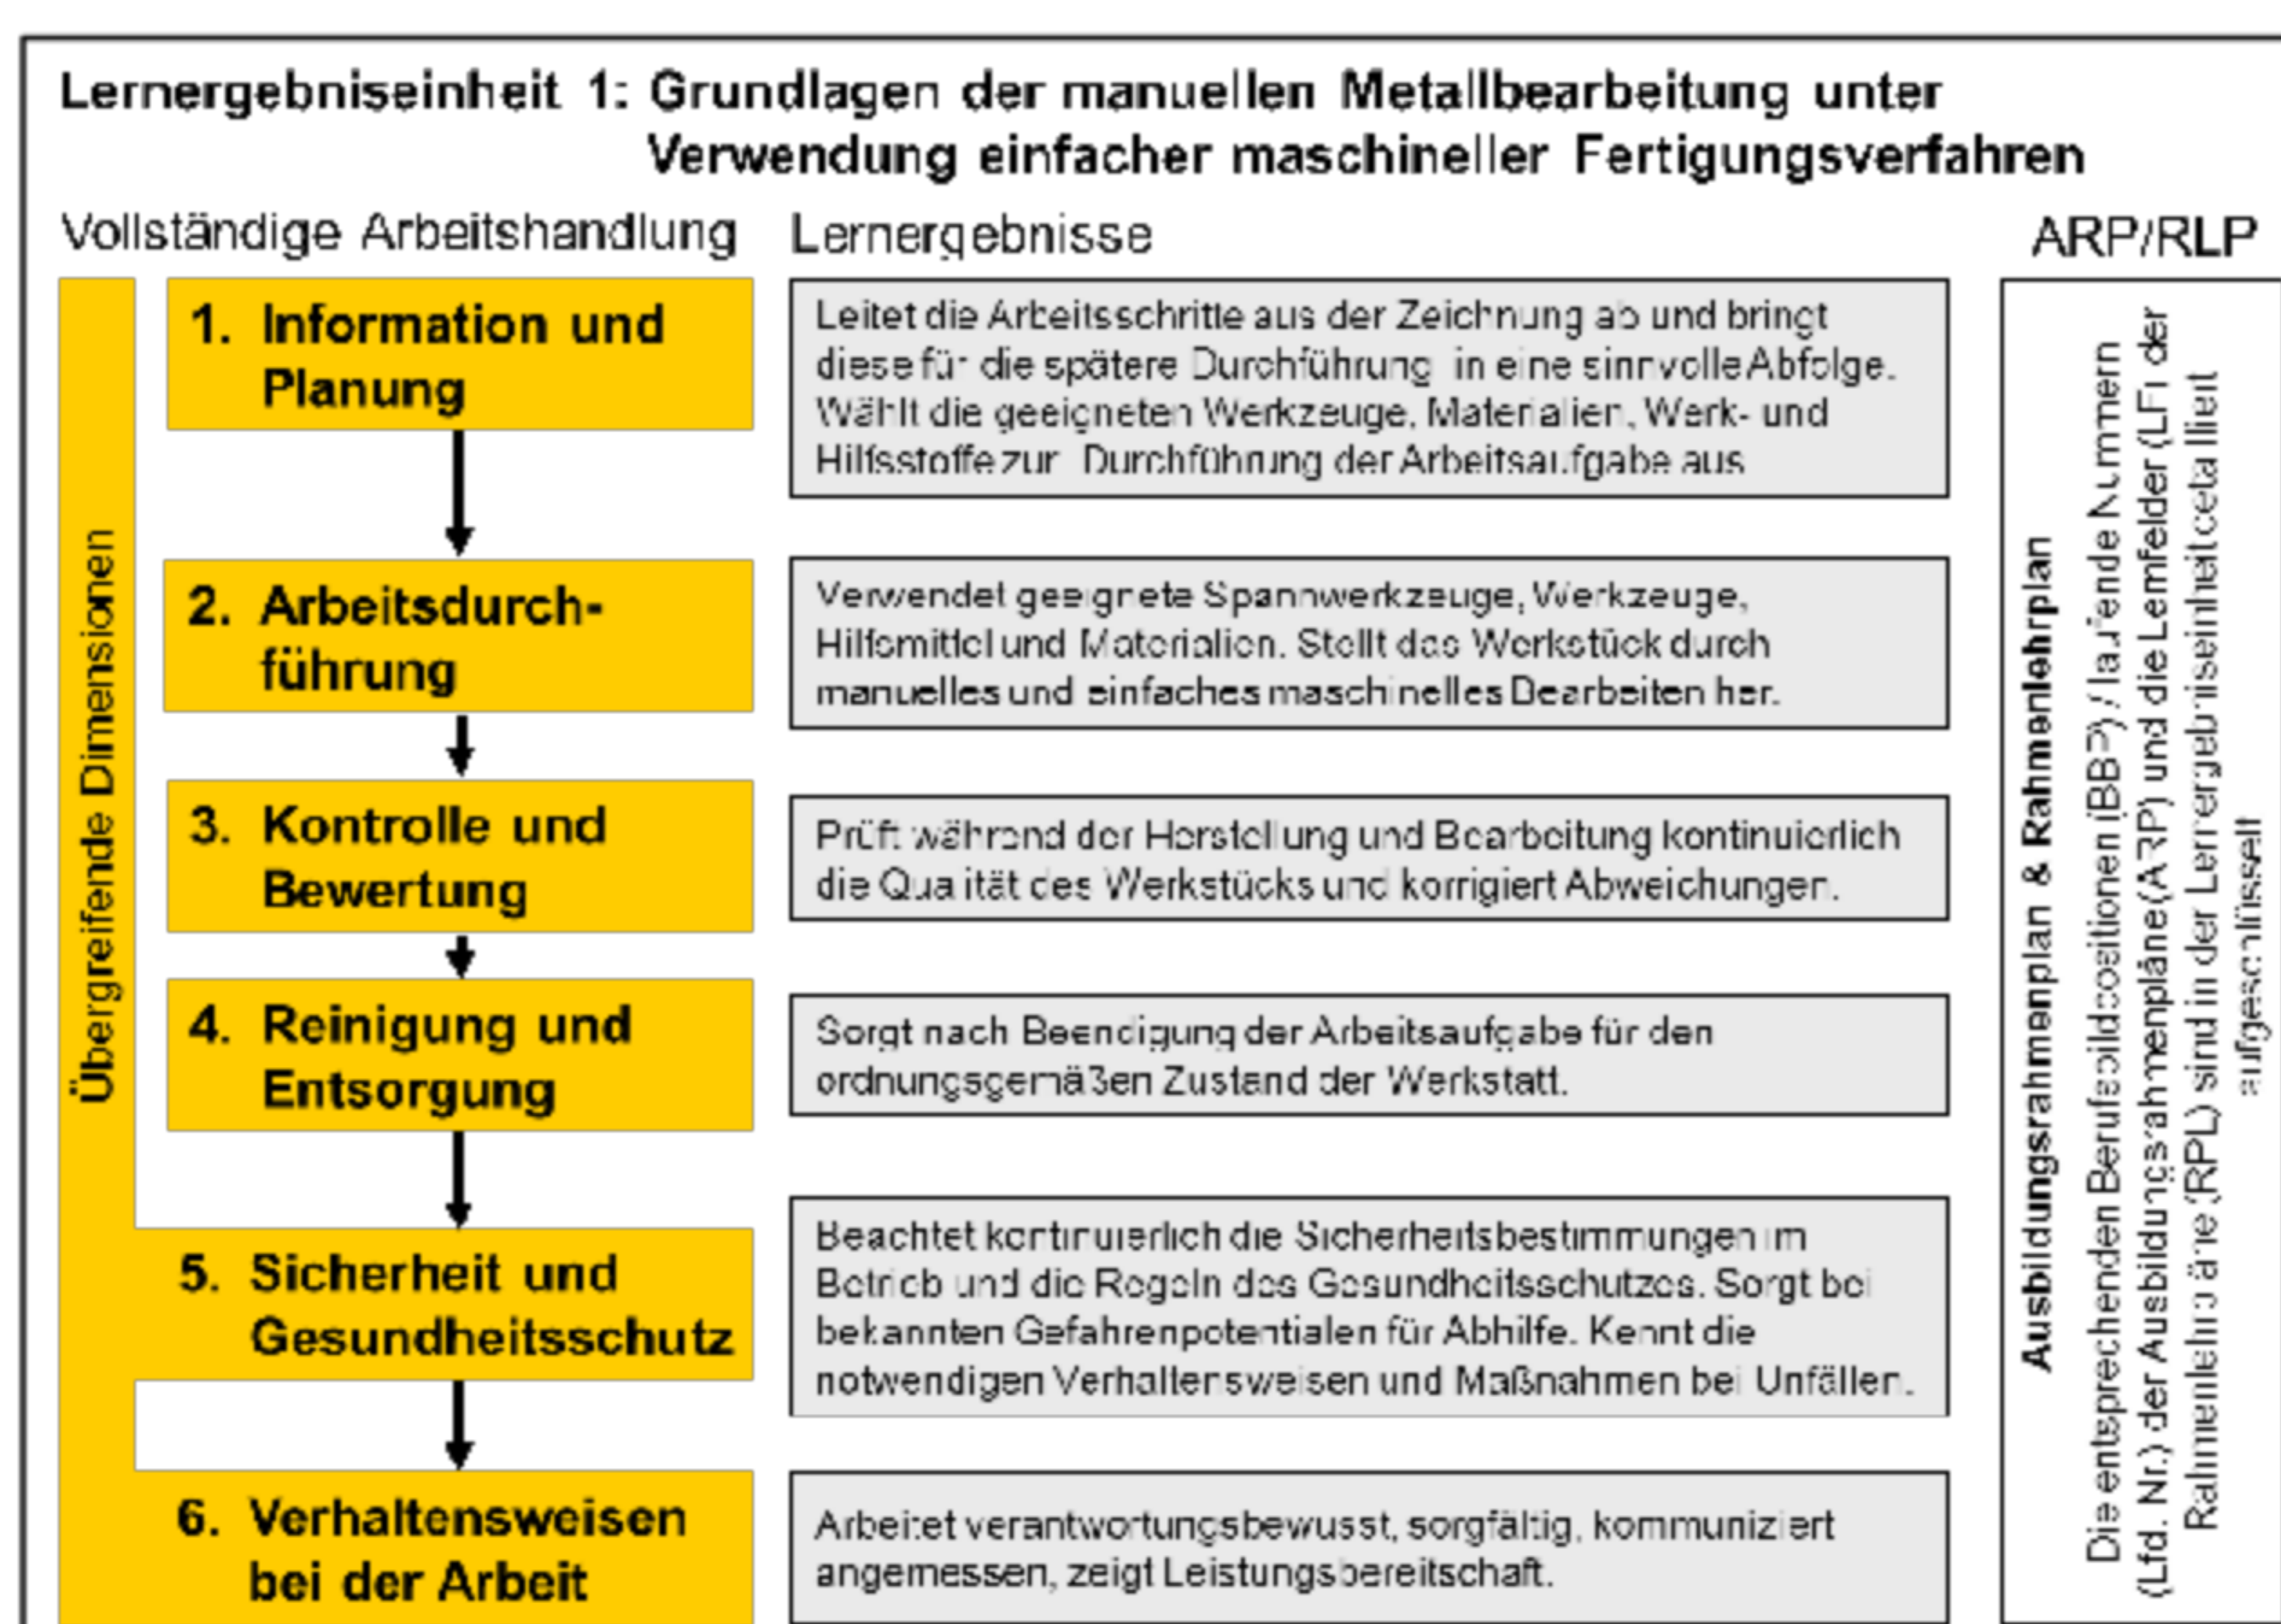 Lernergebniseinheit 1: Grundlagen der manuellen Metallbearbeitung unter
Verwendung einfacher maschineller Fertigungsverfahren
Vollständige Arbeitshandlung
Lernergebnisse
ARP/RLP
Übergreifende Dimensionen
1. Information und
Planung
Leitet die Arbeitsschritte aus der Zeichnung ab und bringt
diese für die spätere Durchführung in eine sinnvolle Abfolge.
Wählt die geeigneten Werkzeuge, Materialien, Werk- und
Hilfsstoffe zur Durchführung der Arbeitsaufgabe aus
2. Arbeitsdurch-
führung
Verwendet geeignete Spannwerkzeuge, Werkzeuge,
Hilfsmittel und Materialien. Stellt das Werkstück durch
manuelles und einfaches maschinelles Bearbeiten her.
3. Kontrolle und
Bewertung
Prüft während der Herstellung und Bearbeitung kontinuierlich
die Qualität des Werkstücks und korrigiert Abweichungen.
4. Reinigung und
Entsorgung
Sorgt nach Beendigung der Arbeitsaufgabe für den
ordnungsgemäßen Zustand der Werkstatt.
5. Sicherheit und
Gesundheitsschutz
Beachtet kontinuierlich die Sicherheitsbestimmungen im
Betrieb und die Regeln des Gesundheitsschutzes. Sorgt bei
bekannten Gefahrenpotentialen für Abhilfe. Kennt die
notwendigen Verhaltensweisen und Maßnahmen bei Unfällen.
6. Verhaltensweisen
bei der Arbeit
Arbeitet verantwortungsbewusst, sorgfältig, kommuniziert
angemessen, zeigt Leistungsbereitschaft.
Ausbildungsrahmenplan & Rahmenlehrplan
Die entsprechenden Berufsbildpositionen (BBP) / laufende Nummern
(Lfd. Nr.) der Ausbildungsrahmenpläne (ARP) und die Lernfelder (LF) der
Rahmenlehrpläne (RPL) sind in der Lernergebniseinheit detailliert
aufgeschlüsselt